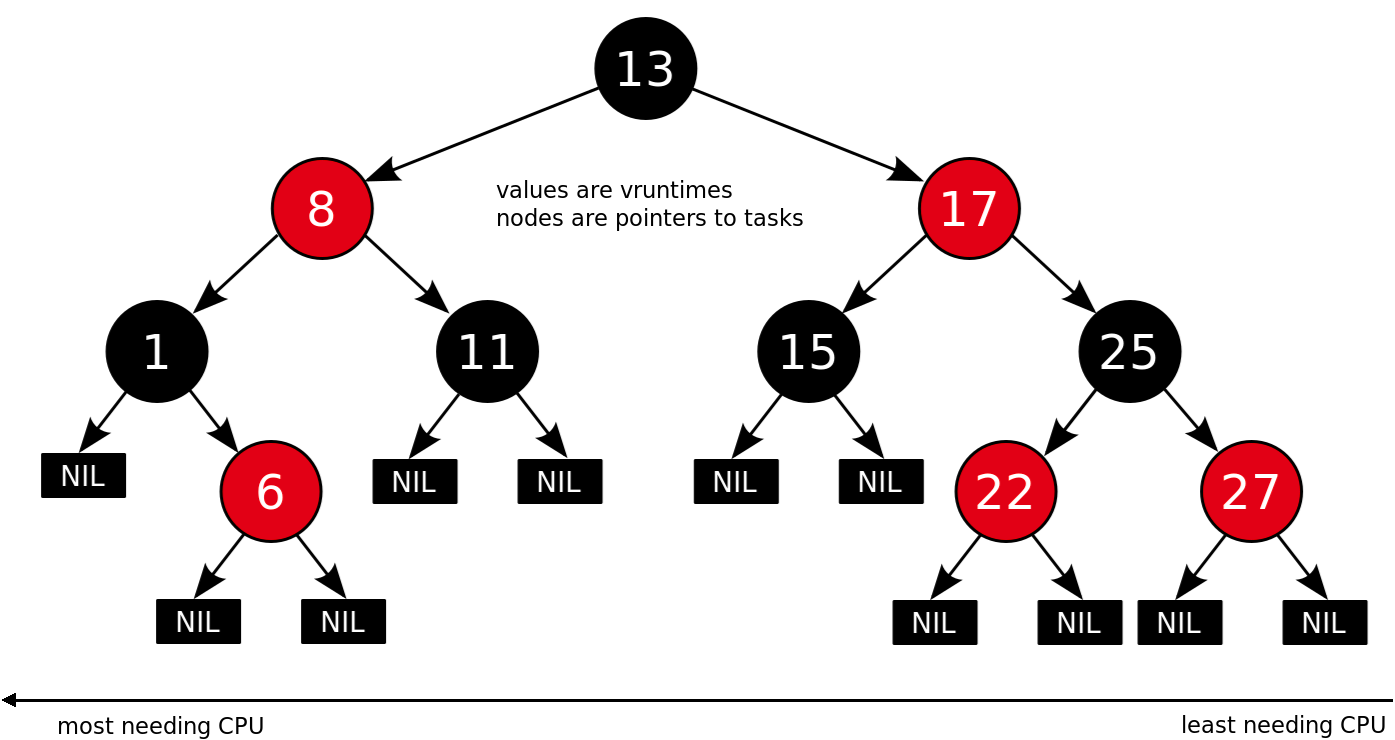 13
values are vruntimes
nodes are pointers to tasks
8
17
1
11
15
25
NIL
6
NIL
NIL
NIL
NIL
22
27
NIL
NIL
NIL
NIL
NIL
NIL
most needing CPU
least needing CPU